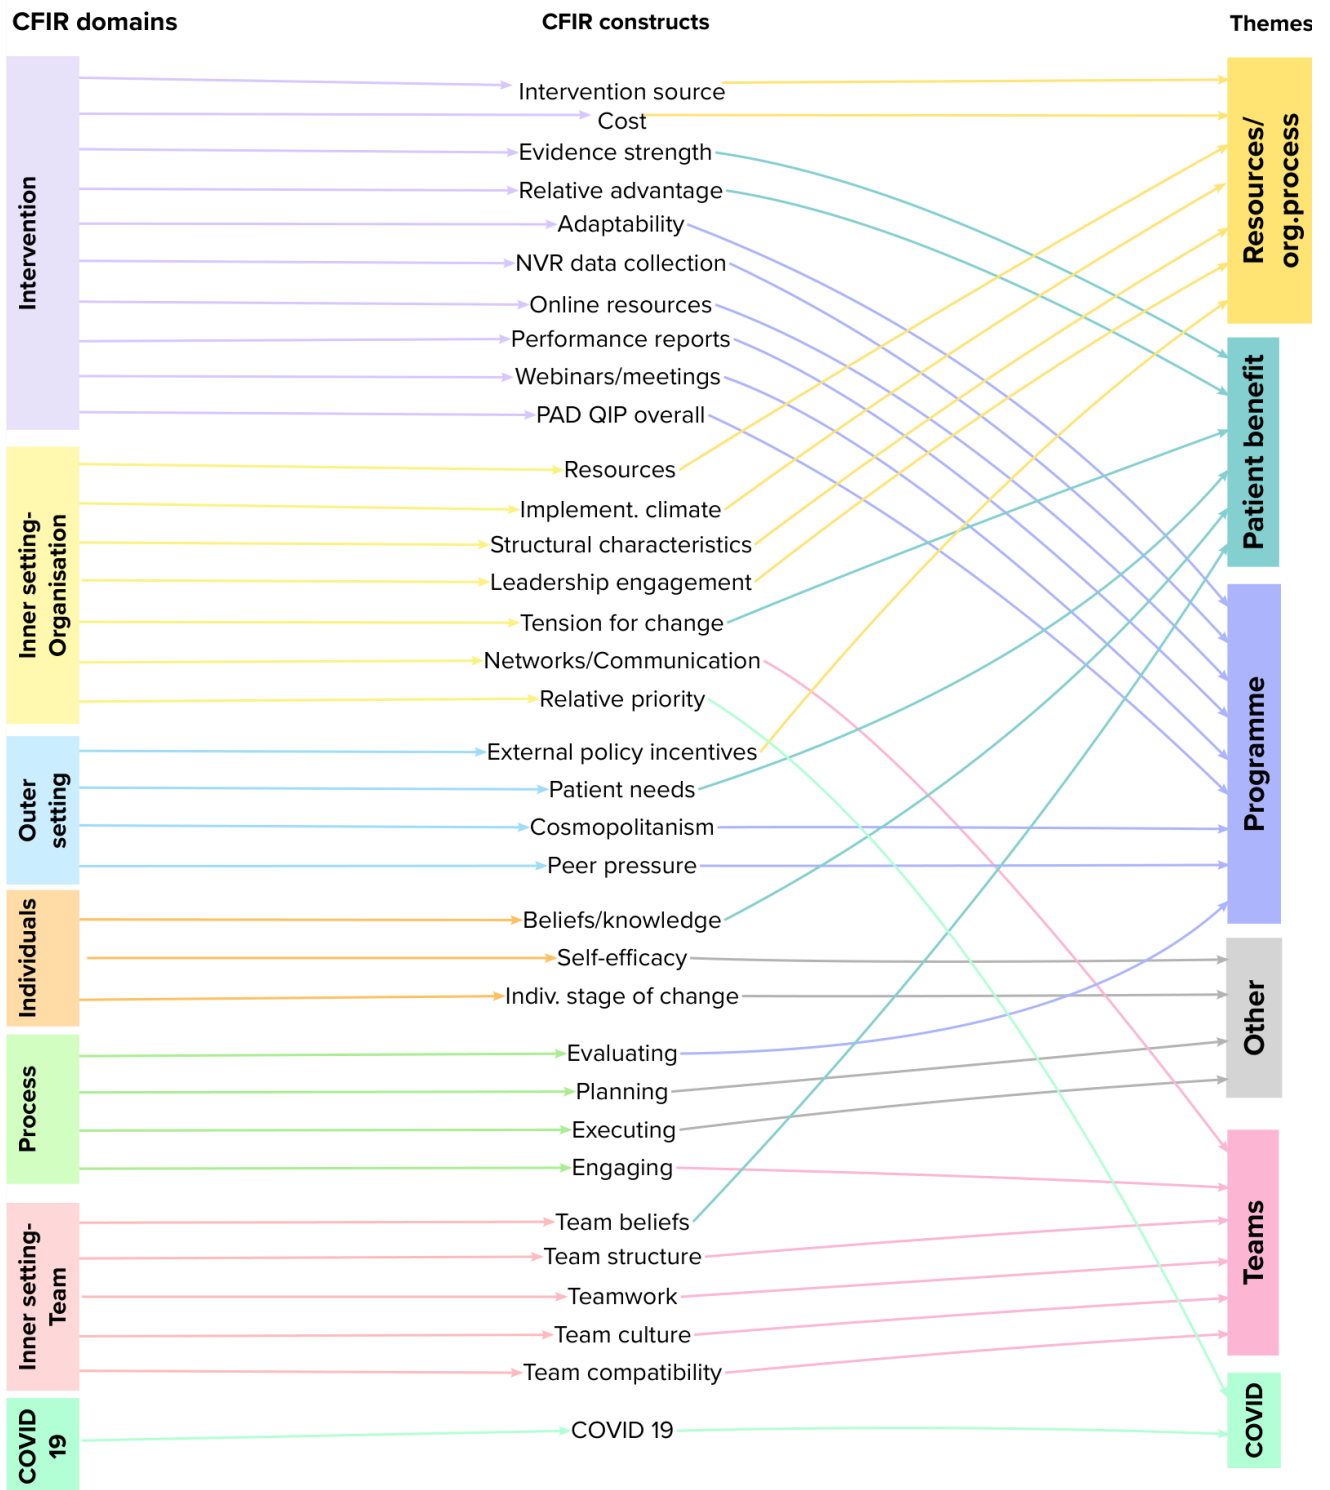 CFIR domains
CFIR constructs
Themes
Intervention
Inner setting-
Organisation
Outer
setting
Individuals
Process
Inner setting-
Team
COVID
19
Intervention source
Cost
Evidence strength
Relative advantage
Adaptability
NVR data collection
Online resources
Performance reports
Webinars/meetings
PAD QIP overall
Resources
Implement. climate
Structural characteristics
Leadership engagement
Tension for change
Networks/Communication
Relative priority
External policy incentives
Patient needs
Cosmopolitanism
Peer pressure
Beliefs/knowledge
Self-efficacy
Indiv. stage of change
Evaluating
Planning
Executing
Engaging
Team beliefs
Team structure
Teamwork
Team culture
Team compatibility
COVID 19
Resources/
org.process
Patient benefit
Programme
Other
Teams
COVID